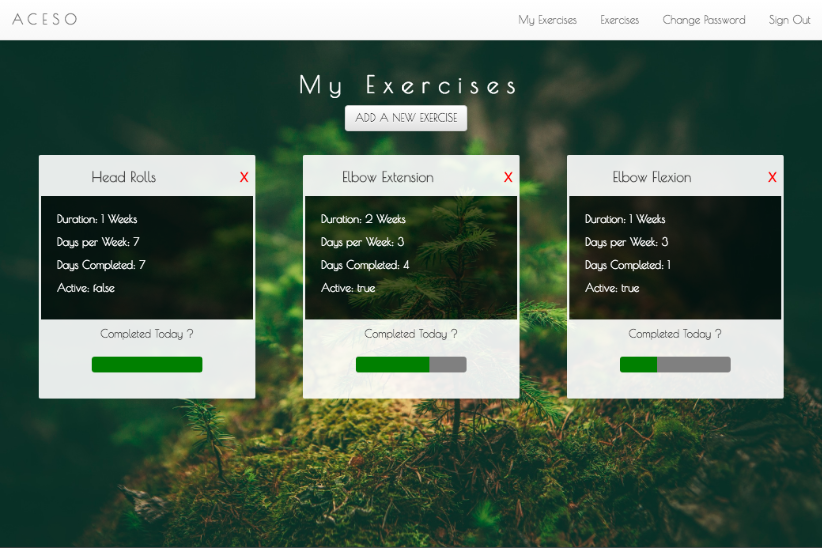 ACESO
My Exercises
Exercises
Change Password
Sign Out
My Exercises
ADD A NEW EXERCISE
Head Rolls
X
Duration: 1 Weeks
Days per Week: 7
Days Completed: 7
Active: false
Completed Today ?
Elbow Extension
X
Duration: 2 Weeks
Days per Week: 3
Days Completed: 4
Active: true
Completed Today ?
Elbow Flexion
X
Duration: 1 Weeks
Days per Week: 3
Days Completed: 1
Active: true
Completed Today ?